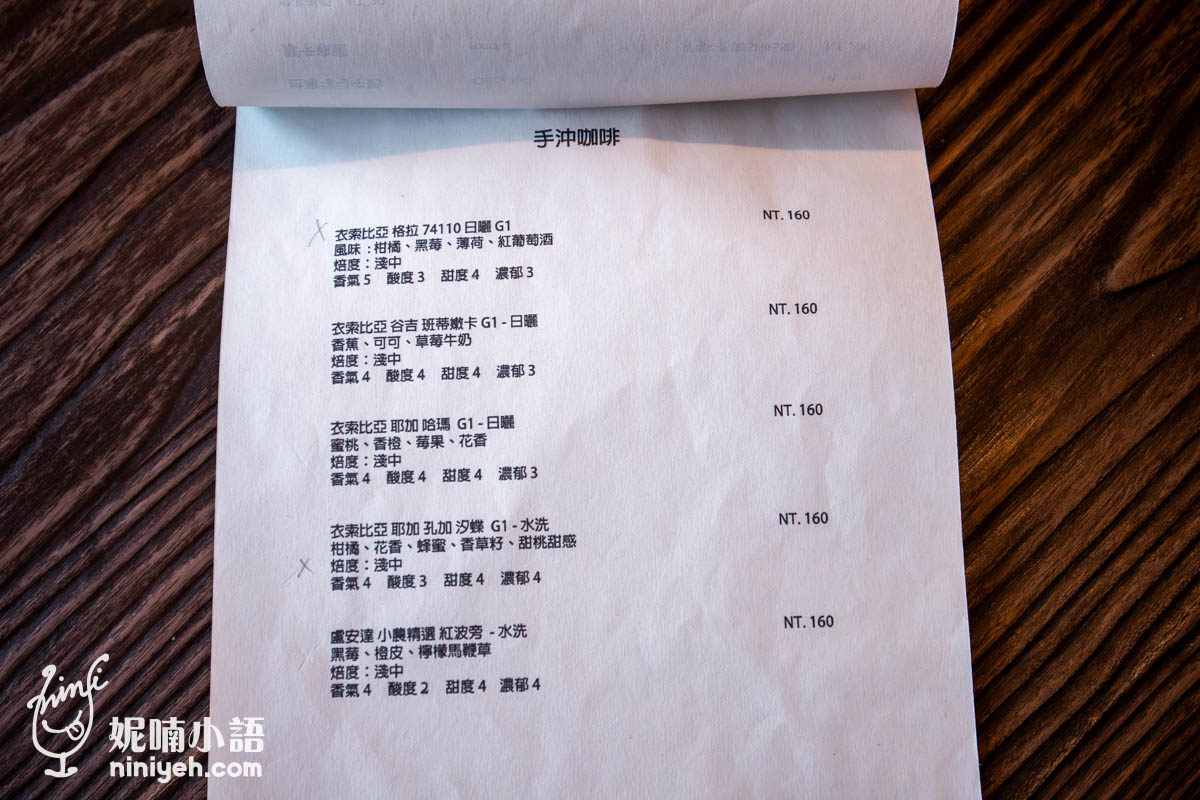 手沖咖啡
衣索比亞 格拉 74110 日曬 G1 NT. 160
風味：柑橘、黑莓、薄荷、紅葡萄酒
焙度：淺中
香氣 5 酸度 3 甜度 4 濃郁 3
衣索比亞 谷吉 班蒂嫩卡 G1 - 日曬 NT. 160
香蕉、可可、草莓牛奶
焙度：淺中
香氣 4 酸度 4 甜度 4 濃郁 3
衣索比亞 耶加 哈瑪 G1 - 日曬 NT. 160
蜜桃、香橙、莓果、花香
焙度：淺中
香氣 4 酸度 4 甜度 4 濃郁 3
衣索比亞 耶加 孔加 汐蝶 G1 - 水洗 NT. 160
柑橘、花香、蜂蜜、香草籽、甜桃甜感
焙度：淺中
香氣 4 酸度 3 甜度 4 濃郁 4
盧安達 小農精選 紅波旁 - 水洗 NT. 160
黑莓、橙皮、檸檬馬鞭草
焙度：淺中
香氣 4 酸度 2 甜度 4 濃郁 4
妮喃小語
niniyeh.com